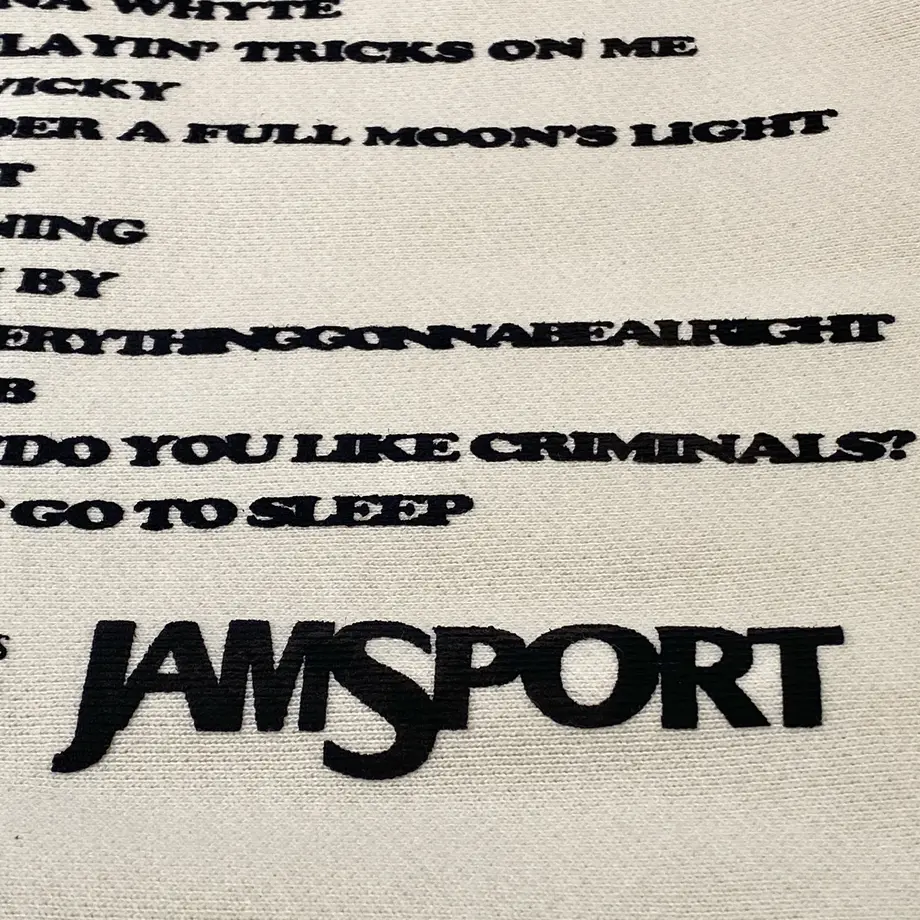 NA WHYTE
LAYIN' TRICKS ON ME
VICKY
DER A FULL MOON'S LIGHT
T
NING
BY
ERYTHINGGONNABEALRIGHT
B
DO YOU LIKE CRIMINALS?
GO TO SLEEP
S
JAMSPORT